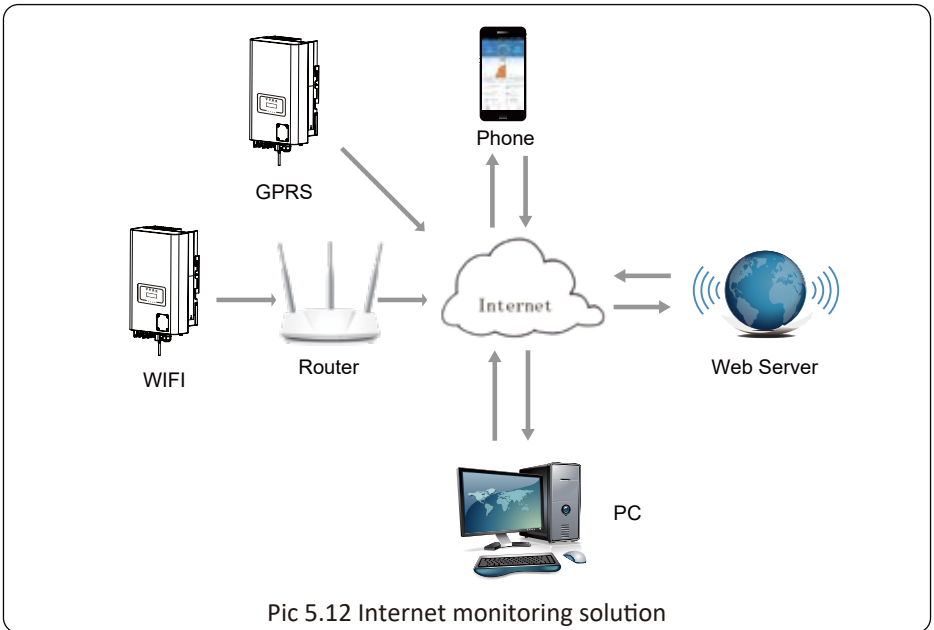 Phone
GPRS
Internet
WIFI
Router
Web Server
PC
Pic 5.12 Internet monitoring solution